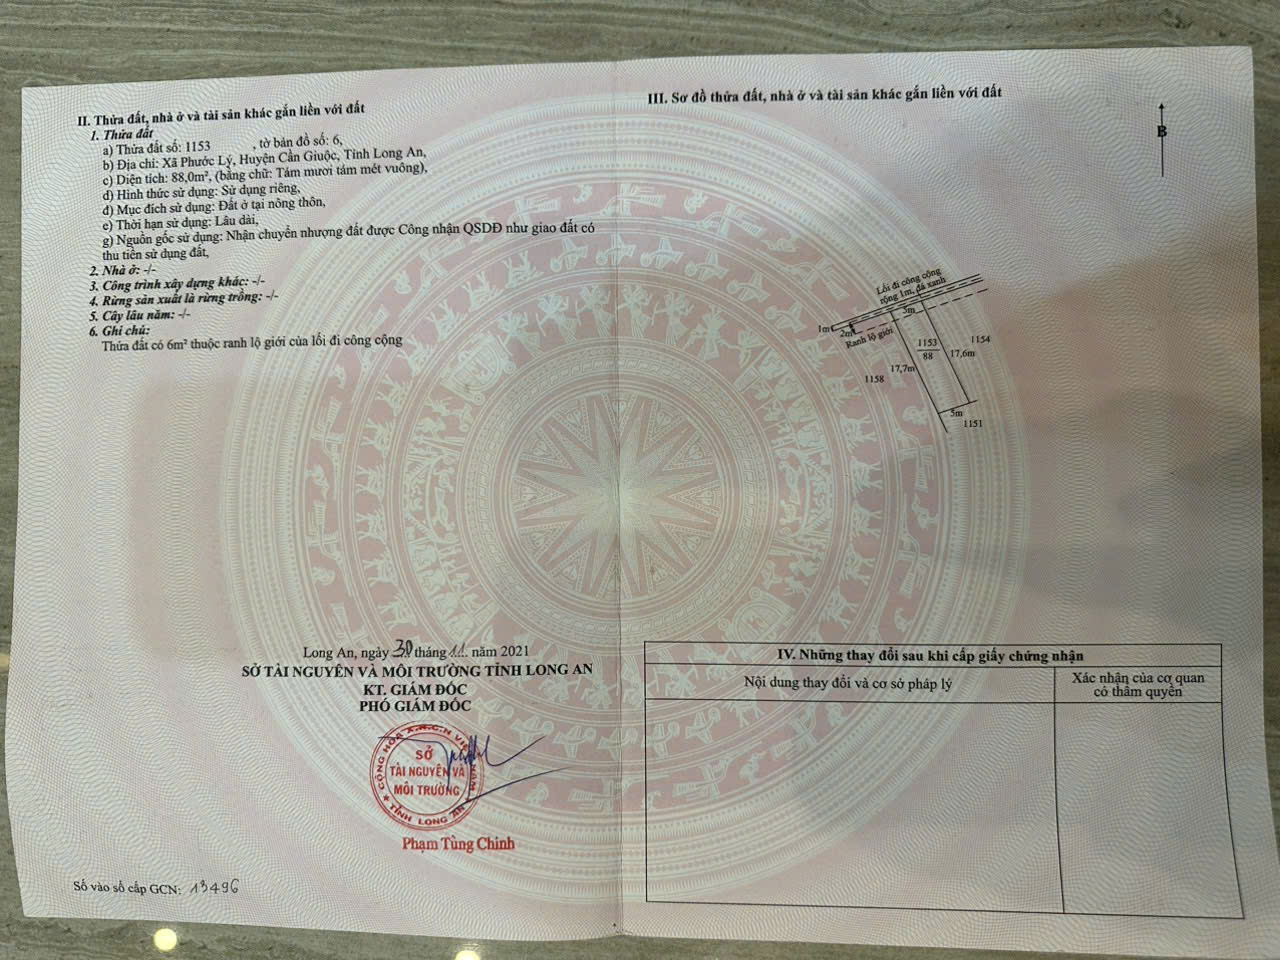 II. Thửa đất, nhà ở và tài sản khác gắn liền với đất
1. Thửa đất
a) Thửa đất số: 1153 , tờ bản đồ số: 6,
b) Địa chỉ: Xã Phước Lý, Huyện Cần Giuộc, Tỉnh Long An,
c) Diện tích: 88,0m², (bằng chữ: Tám mươi tám mét vuông),
d) Hình thức sử dụng: Sử dụng riêng,
đ) Mục đích sử dụng: Đất ở tại nông thôn,
e) Thời hạn sử dụng: Lâu dài,
g) Nguồn gốc sử dụng: Nhận chuyển nhượng đất được Công nhận QSDĐ như giao đất có
thu tiền sử dụng đất,
2. Nhà ở: -/-
3. Công trình xây dựng khác: -/-
4. Rừng sản xuất là rừng trồng: -/-
5. Cây lâu năm: -/-
6. Ghi chú:
Thửa đất có 6m² thuộc ranh lộ giới của lối đi công cộng
Long An, ngày 30 tháng 11 năm 2021
SỞ TÀI NGUYÊN VÀ MÔI TRƯỜNG TỈNH LONG AN
KT. GIÁM ĐỐC
PHÓ GIÁM ĐỐC
CỘNG HÒA X.H.C.N VIỆT NAM
SỞ
TÀI NGUYÊN VÀ
MÔI TRƯỜNG
★ TỈNH LONG AN
Phạm Tùng Chinh
Số vào sổ cấp GCN: 13496
III. Sơ đồ thửa đất, nhà ở và tài sản khác gắn liền với đất
B
Lối đi công cộng
rộng 1m, đá xanh
1m
2m
5m
Ranh lộ giới
1153
88
1154
17,6m
17,7m
1158
5m
1151
IV. Những thay đổi sau khi cấp giấy chứng nhận
Nội dung thay đổi và cơ sở pháp lý
Xác nhận của cơ quan
có thẩm quyền